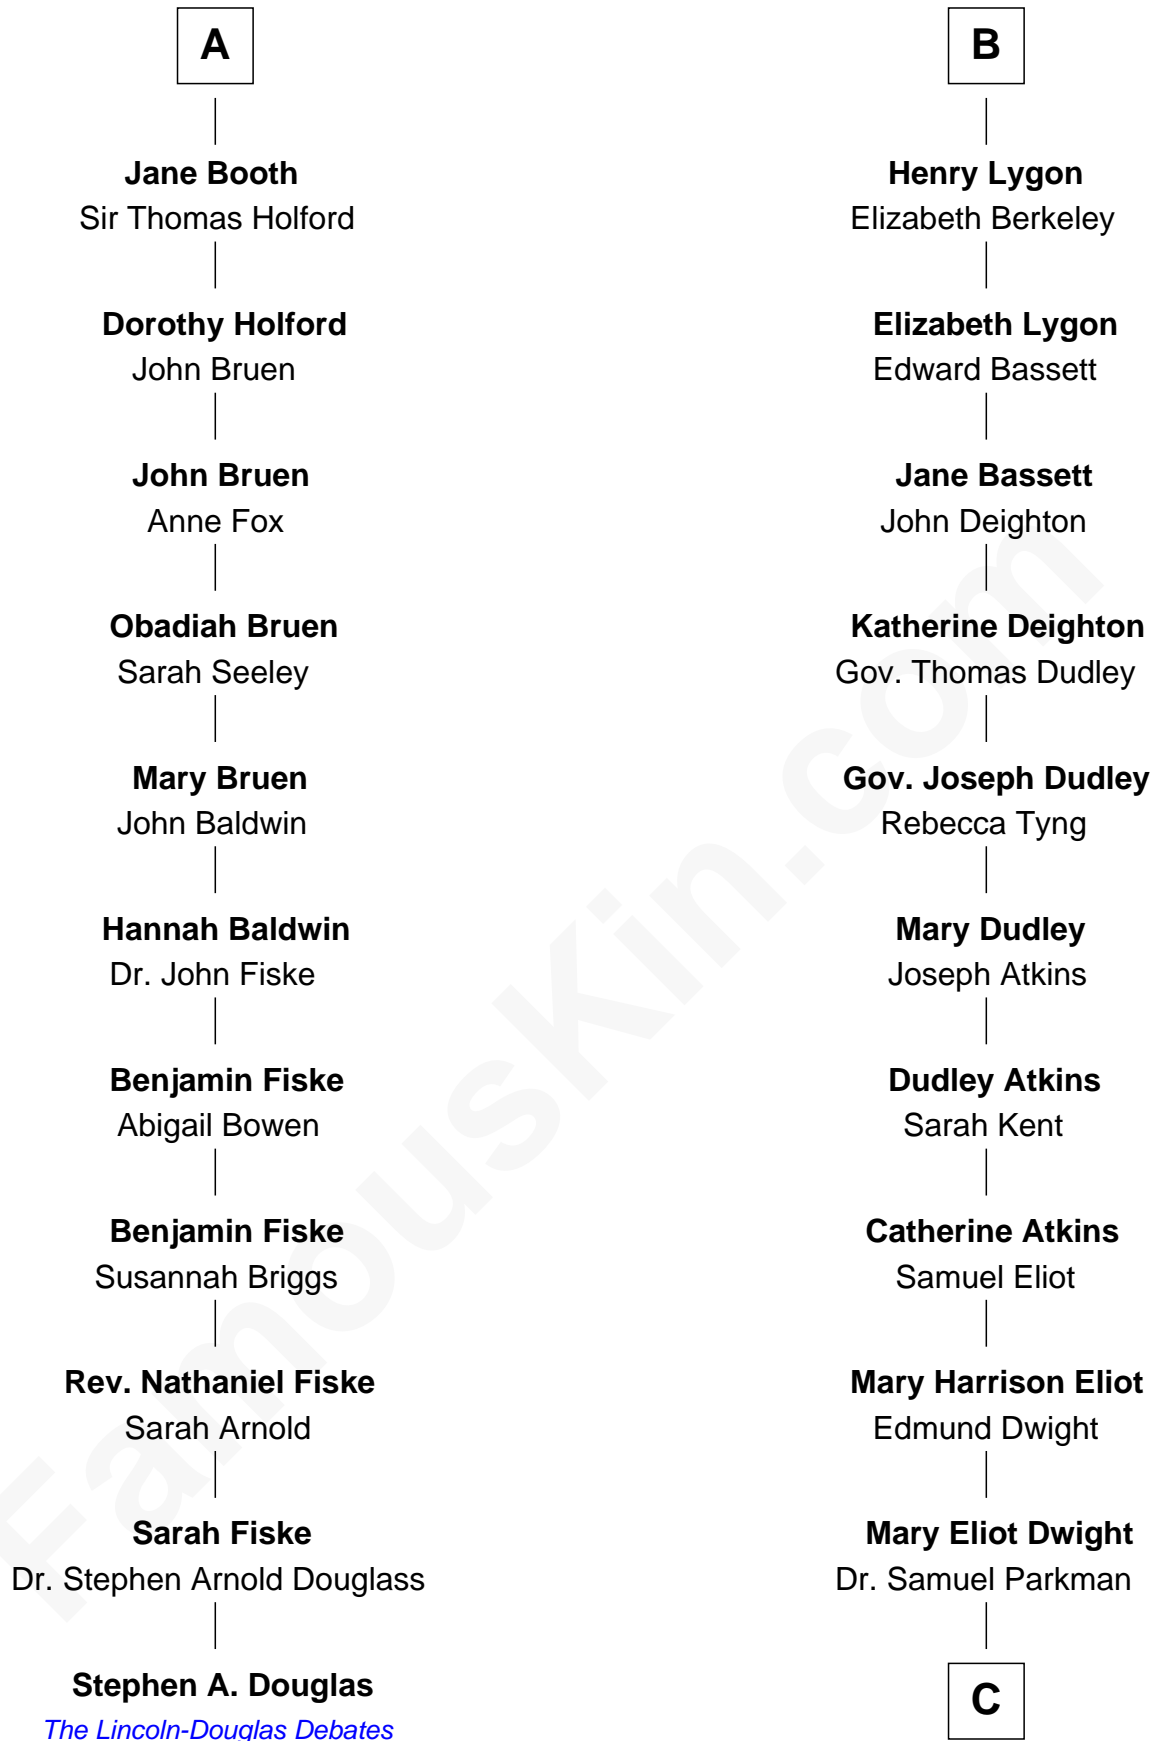 A
Jane Booth
Sir Thomas Holford
Dorothy Holford
John Bruen
John Bruen
Anne Fox
Obadiah Bruen
Sarah Seeley
Mary Bruen
John Baldwin
Hannah Baldwin
Dr. John Fiske
Benjamin Fiske
Abigail Bowen
Benjamin Fiske
Susannah Briggs
Rev. Nathaniel Fiske
Sarah Arnold
Sarah Fiske
Dr. Stephen Arnold Douglass
Stephen A. Douglas
The Lincoln-Douglas Debates
B
Henry Lygon
Elizabeth Berkeley
Elizabeth Lygon
Edward Bassett
Jane Bassett
John Deighton
Katherine Deighton
Gov. Thomas Dudley
Gov. Joseph Dudley
Rebecca Tyng
Mary Dudley
Joseph Atkins
Dudley Atkins
Sarah Kent
Catherine Atkins
Samuel Eliot
Mary Harrison Eliot
Edmund Dwight
Mary Eliot Dwight
Dr. Samuel Parkman
C
FamousKin.com